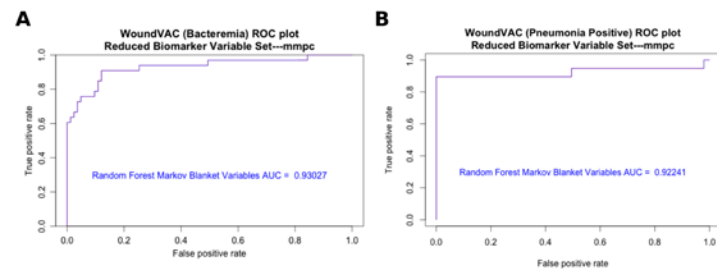 A
WoundVAC (Bacteremia) ROC plot
Reduced Biomarker Variable Set---mmpc
True positive rate
1.0
0.8
0.6
0.4
0.2
0.0
Random Forest Markov Blanket Variables AUC = 0.93027
0.0 0.2 0.4 0.6 0.8 1.0
False positive rate
B
WoundVAC (Pneumonia Positive) ROC plot
Reduced Biomarker Variable Set---mmpc
True positive rate
1.0
0.8
0.6
0.4
0.2
0.0
Random Forest Markov Blanket Variables AUC = 0.92241
0.0 0.2 0.4 0.6 0.8 1.0
False positive rate